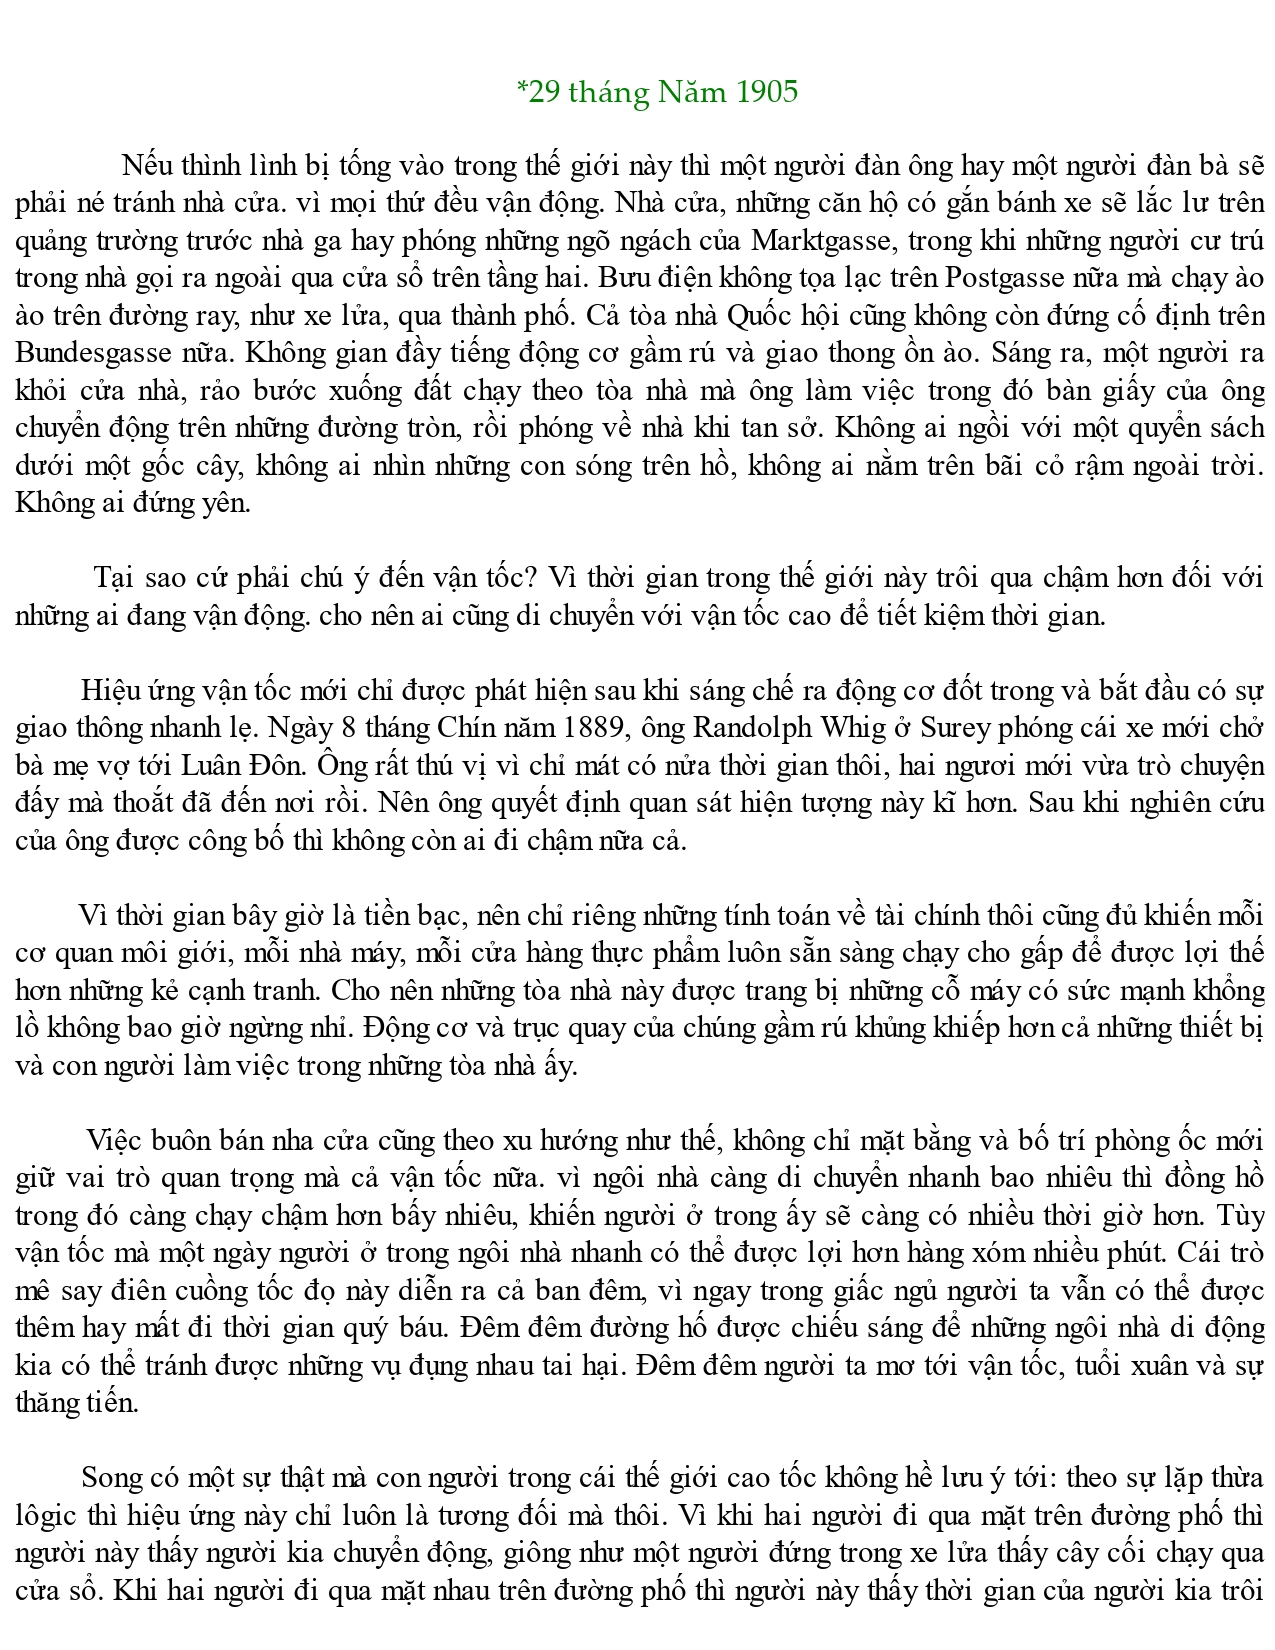 *29 tháng Năm 1905
Nếu thình lình bị tống vào trong thế giới này thì một người đàn ông hay một người đàn bà sẽ
phải né tránh nhà cửa. vì mọi thứ đều vận động. Nhà cửa, những căn hộ có gắn bánh xe sẽ lắc lư trên
quảng trường trước nhà ga hay phóng những ngõ ngách của Marktgasse, trong khi những người cư trú
trong nhà gọi ra ngoài qua cửa sổ trên tầng hai. Bưu điện không tọa lạc trên Postgasse nữa mà chạy ào
ào trên đường ray, như xe lửa, qua thành phố. Cả tòa nhà Quốc hội cũng không còn đứng cố định trên
Bundesgasse nữa. Không gian đầy tiếng động cơ gầm rú và giao thong ồn ào. Sáng ra, một người ra
khỏi cửa nhà, rảo bước xuống đất chạy theo tòa nhà mà ông làm việc trong đó bàn giấy của ông
chuyển động trên những đường tròn, rồi phóng về nhà khi tan sở. Không ai ngồi với một quyển sách
dưới một gốc cây, không ai nhìn những con sóng trên hồ, không ai nằm trên bãi cỏ rậm ngoài trời.
Không ai đứng yên.
Tại sao cứ phải chú ý đến vận tốc? Vì thời gian trong thế giới này trôi qua chậm hơn đối với
những ai đang vận động. cho nên ai cũng di chuyển với vận tốc cao để tiết kiệm thời gian.
Hiệu ứng vận tốc mới chỉ được phát hiện sau khi sáng chế ra động cơ đốt trong và bắt đầu có sự
giao thông nhanh lẹ. Ngày 8 tháng Chín năm 1889, ông Randolph Whig ở Surey phóng cái xe mới chở
bà mẹ vợ tới Luân Đôn. Ông rất thú vị vì chỉ mát có nửa thời gian thôi, hai ngươi mới vừa trò chuyện
đấy mà thoắt đã đến nơi rồi. Nên ông quyết định quan sát hiện tượng này kĩ hơn. Sau khi nghiên cứu
của ông được công bố thì không còn ai đi chậm nữa cả.
Vì thời gian bây giờ là tiền bạc, nên chỉ riêng những tính toán về tài chính thôi cũng đủ khiến mỗi
cơ quan môi giới, mỗi nhà máy, mỗi cửa hàng thực phẩm luôn sẵn sàng chạy cho gấp để được lợi thế
hơn những kẻ cạnh tranh. Cho nên những tòa nhà này được trang bị những cỗ máy có sức mạnh khổng
lồ không bao giờ ngừng nhỉ. Động cơ và trục quay của chúng gầm rú khủng khiếp hơn cả những thiết bị
và con người làm việc trong những tòa nhà ấy.
Việc buôn bán nha cửa cũng theo xu hướng như thế, không chỉ mặt bằng và bố trí phòng ốc mới
giữ vai trò quan trọng mà cả vận tốc nữa. vì ngôi nhà càng di chuyển nhanh bao nhiêu thì đồng hồ
trong đó càng chạy chậm hơn bấy nhiêu, khiến người ở trong ấy sẽ càng có nhiều thời giờ hơn. Tùy
vận tốc mà một ngày người ở trong ngôi nhà nhanh có thể được lợi hơn hàng xóm nhiều phút. Cái trò
mê say điên cuồng tốc đọ này diễn ra cả ban đêm, vì ngay trong giấc ngủ người ta vẫn có thể được
thêm hay mất đi thời gian quý báu. Đêm đêm đường hố được chiếu sáng để những ngôi nhà di động
kia có thể tránh được những vụ đụng nhau tai hại. Đêm đêm người ta mơ tới vận tốc, tuổi xuân và sự
thăng tiến.
Song có một sự thật mà con người trong cái thế giới cao tốc không hề lưu ý tới: theo sự lặp thừa
lôgic thì hiệu ứng này chỉ luôn là tương đối mà thôi. Vì khi hai người đi qua mặt trên đường phố thì
người này thấy người kia chuyển động, giông như một người đứng trong xe lửa thấy cây cối chạy qua
cửa sổ. Khi hai người đi qua mặt nhau trên đường phố thì người này thấy thời gian của người kia trôi